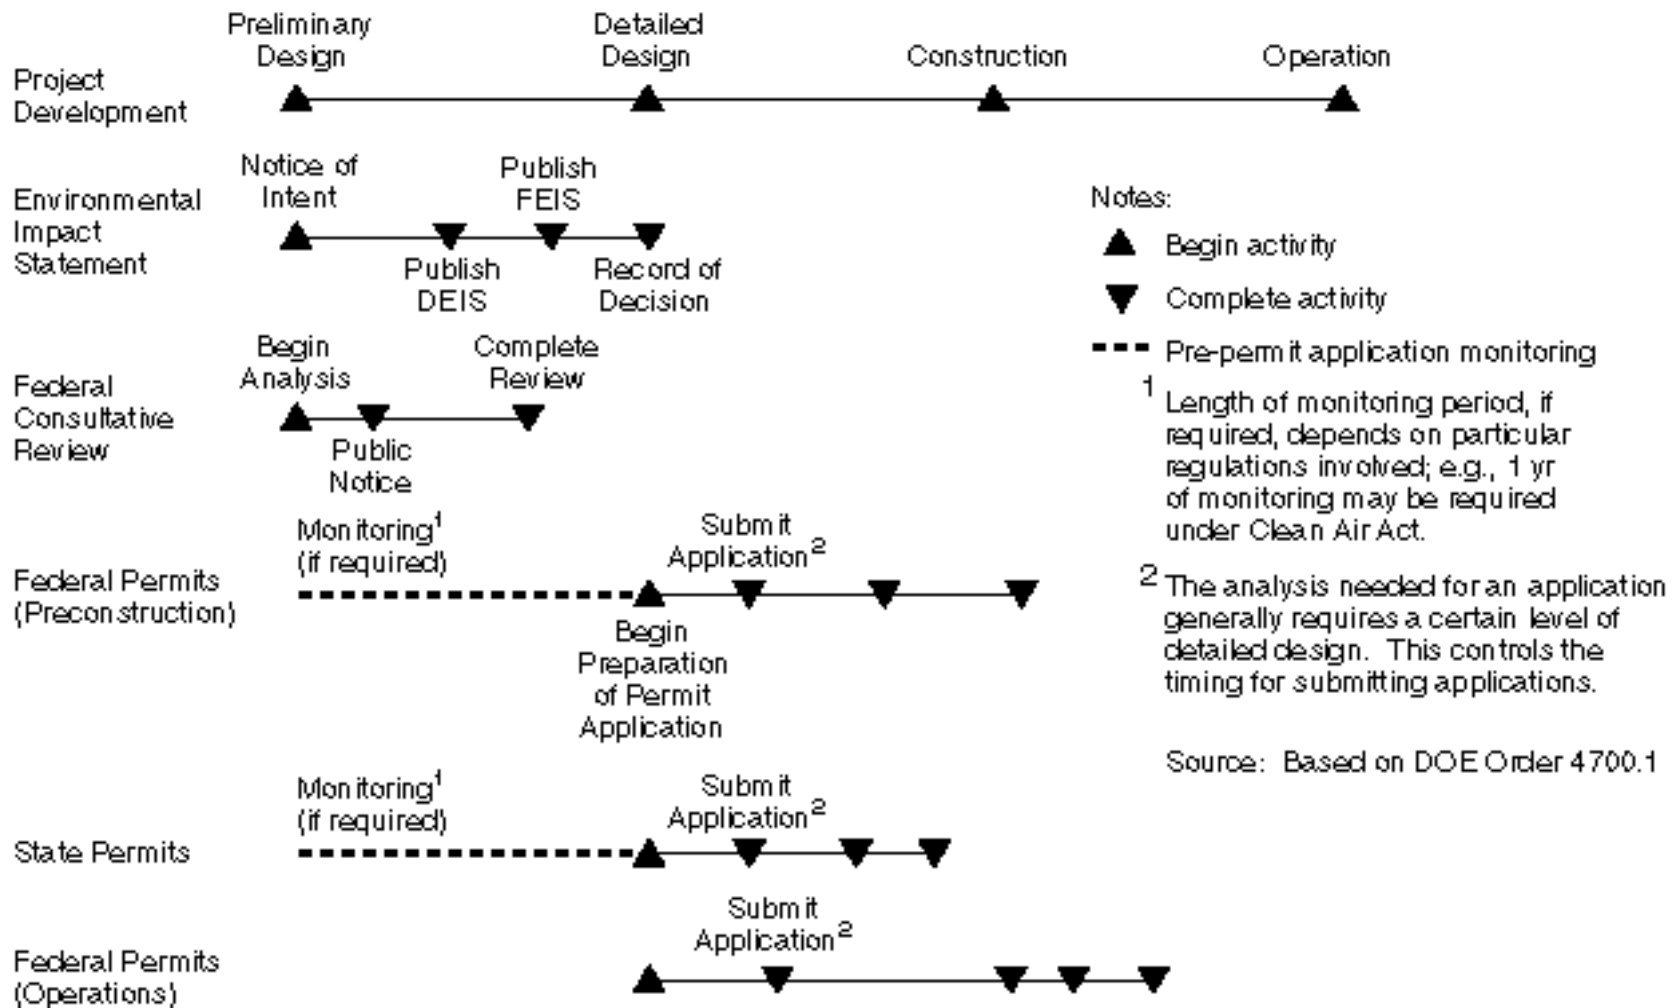 Preliminary
Design
Detailed
Design
Construction
Operation
Project
Development
Notice of
Intent
Publish
FEIS
Environmental
Impact
Statement
Publish
DEIS
Record of
Decision
Begin
Analysis
Complete
Review
Federal
Consultative
Review
Public
Notice
Monitoring1
(if required)
Submit
Application2
Federal Permits
(Preconstruction)
Begin
Preparation
of Permit
Application
Monitoring1
(if required)
Submit
Application2
State Permits
Submit
Application2
Federal Permits
(Operations)
Notes:
Begin activity
Complete activity
Pre-permit application monitoring
1 Length of monitoring period, if
required, depends on particular
regulations involved; e.g., 1 yr
of monitoring may be required
under Clean Air Act.
2 The analysis needed for an application
generally requires a certain level of
detailed design. This controls the
timing for submitting applications.
Source: Based on DOE Order 4700.1